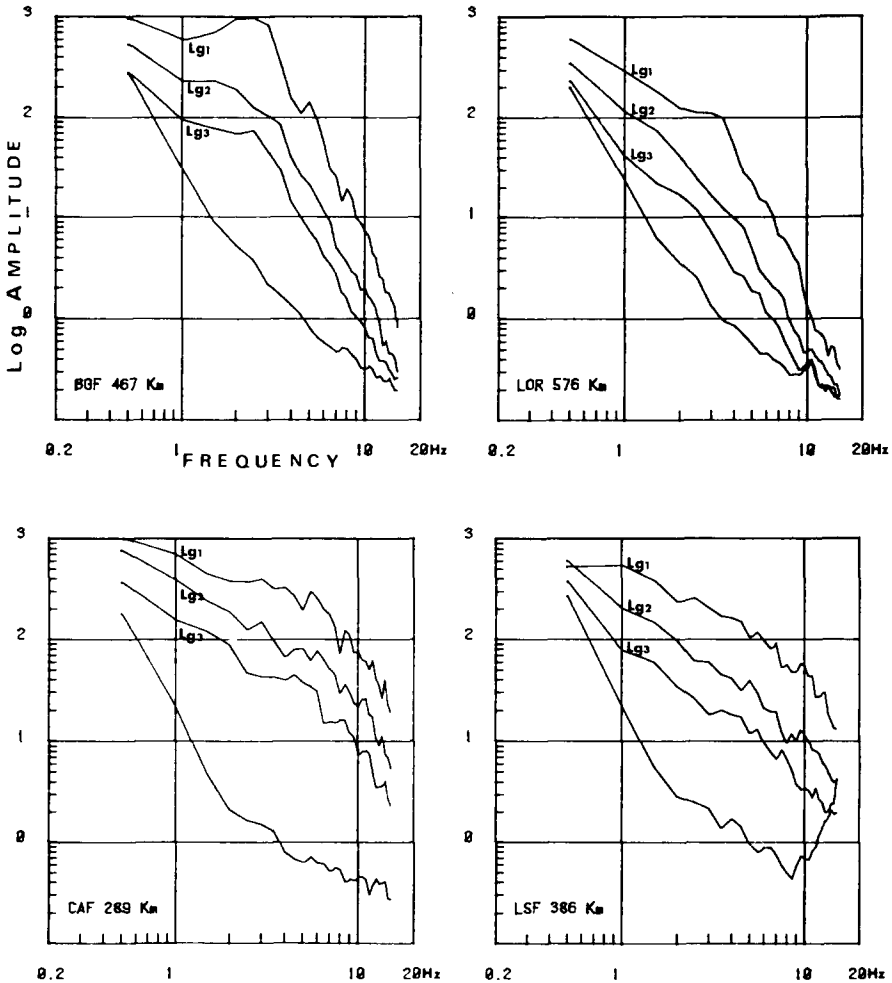 3
3
Lg1
Lg1
Lg2
Lg2
2
2
Lg3
Lg3
1
1
0
0
Log AMPLITUDE
BGF 467 Km
LOR 576 Km
0.2 1 10 20Hz
0.2 1 10 20Hz
FREQUENCY
3
3
Lg1
Lg1
Lg2
Lg2
2
2
Lg3
Lg3
1
1
0
0
CAF 289 Km
LSF 386 Km
0.2 1 10 20Hz
0.2 1 10 20Hz